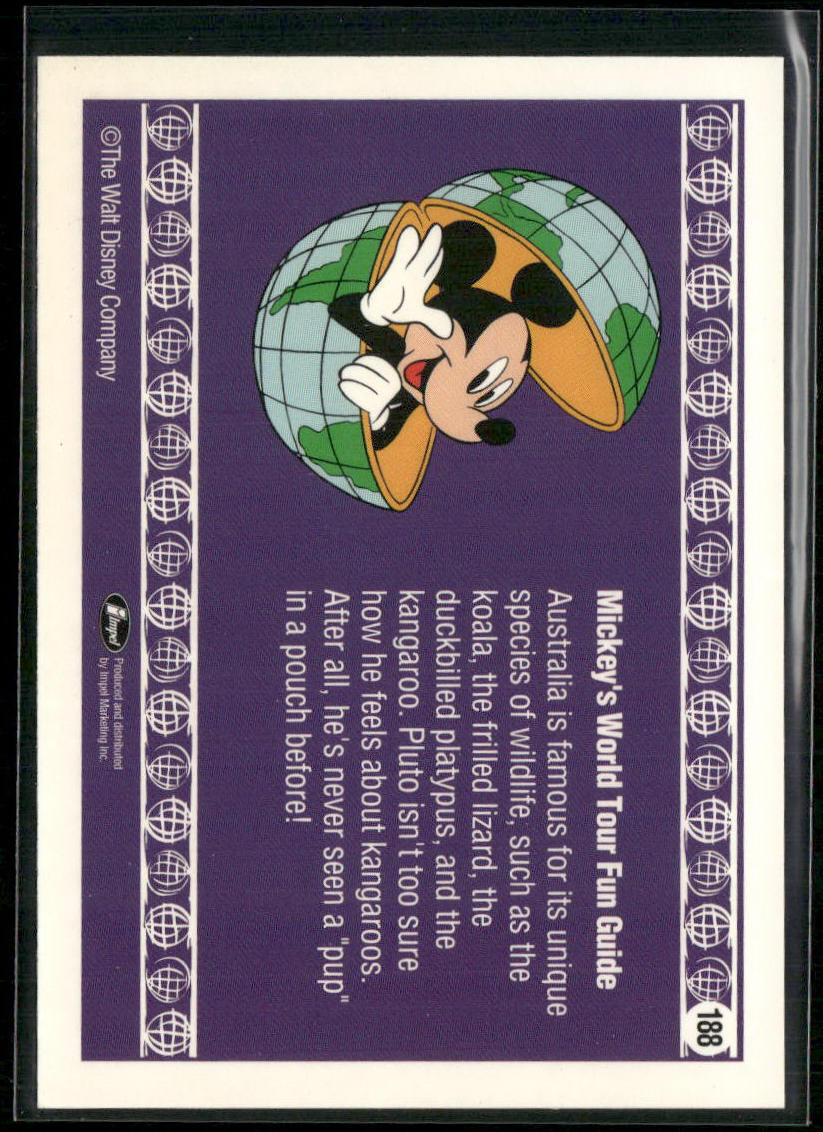 188
Mickey's World Tour Fun Guide
Australia is famous for its unique
species of wildlife, such as the
koala, the frilled lizard, the
duckbilled platypus, and the
kangaroo. Pluto isn't too sure
how he feels about kangaroos.
After all, he's never seen a "pup"
in a pouch before!
©The Walt Disney Company
impel
Produced and distributed
by Impel Marketing Inc.